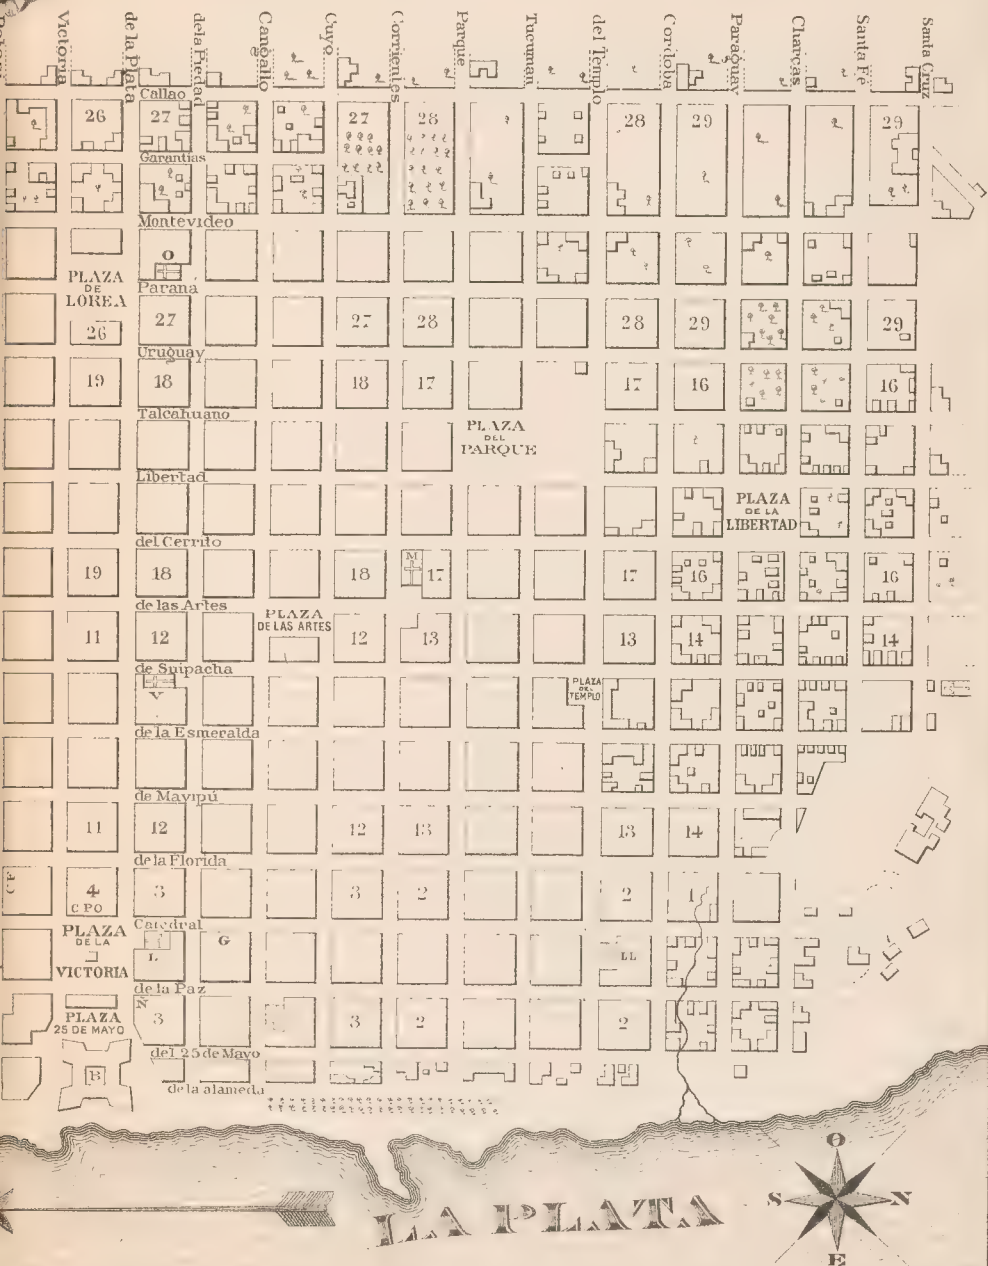 Victoria
de la Plata
de la Piedad
Cangallo
Cuyo
Corrientes
Parque
Tucuman
del Templo
Cordoba
Paraguay
Charcas
Santa Fé
Santa Cruz
Callao
26
27
27
28
28
29
29
Garantias
Montevideo
O
PLAZA
DE
LOREA
Parana
26
27
27
28
28
29
29
Uruguay
19
18
18
17
17
16
16
Talcahuano
PLAZA
DEL
PARQUE
Libertad
PLAZA
DE LA
LIBERTAD
del Cerrito
19
18
18
M
17
17
16
16
de las Artes
PLAZA
DE LAS ARTES
11
12
12
13
13
14
14
de Suipacha
V
PLAZA
DEL
TEMPLO
de la Esmeralda
de Mayipú
11
12
12
13
13
14
de la Florida
4
C PO
3
3
2
2
1
Catedral
PLAZA
DE LA
VICTORIA
L
G
LL
de la Paz
PLAZA
25 DE MAYO
Ñ
3
3
2
2
del 25 de Mayo
B
de la alameda
LA PLATA
O
S
N
E